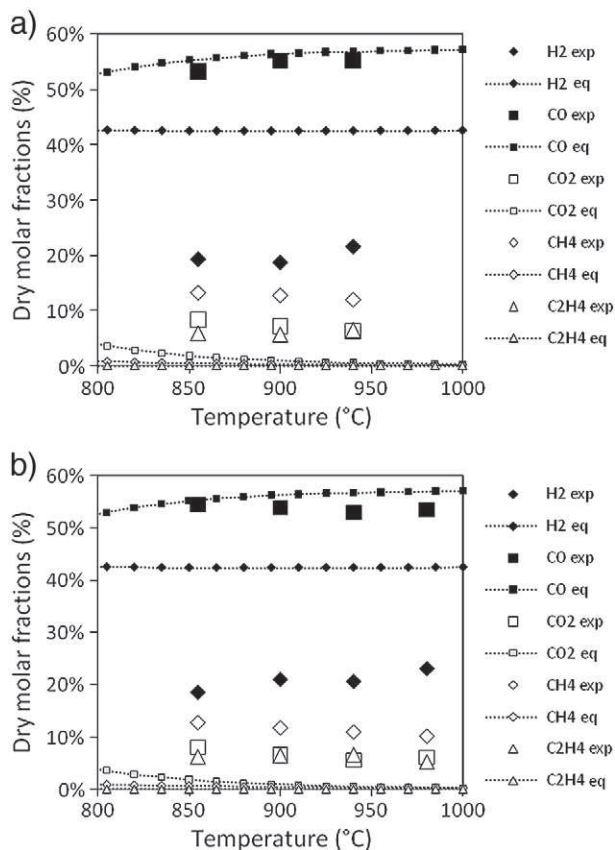 a)
60%
50%
40%
30%
20%
10%
0%
Dry molar fractions (%)
800 850 900 950 1000
Temperature (°C)
H2 exp
H2 eq
CO exp
CO eq
CO2 exp
CO2 eq
CH4 exp
CH4 eq
C2H4 exp
C2H4 eq
b)
60%
50%
40%
30%
20%
10%
0%
Dry molar fractions (%)
800 850 900 950 1000
Temperature (°C)
H2 exp
H2 eq
CO exp
CO eq
CO2 exp
CO2 eq
CH4 exp
CH4 eq
C2H4 exp
C2H4 eq